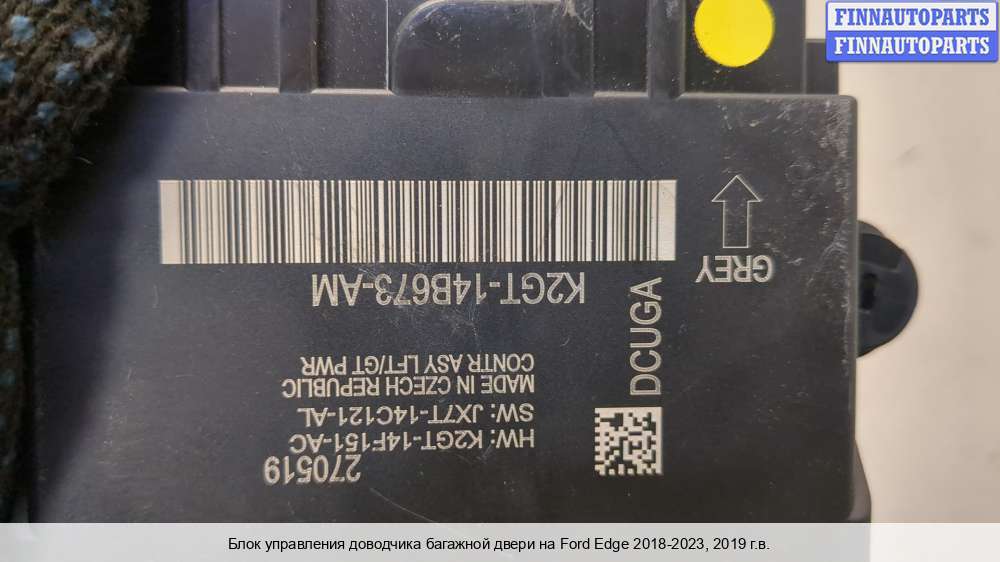 FINNAUTOPARTS
FINNAUTOPARTS
270519
HW: K2GT-14F151-AC
SW: JX7T-14C121-AL
MADE IN CZECH REPUBLIC
CONTR ASY LFT/GT PWR
DCUGA
K2GT-14B673-AM
GREY
Блок управления доводчика багажной двери на Ford Edge 2018-2023, 2019 г.в.